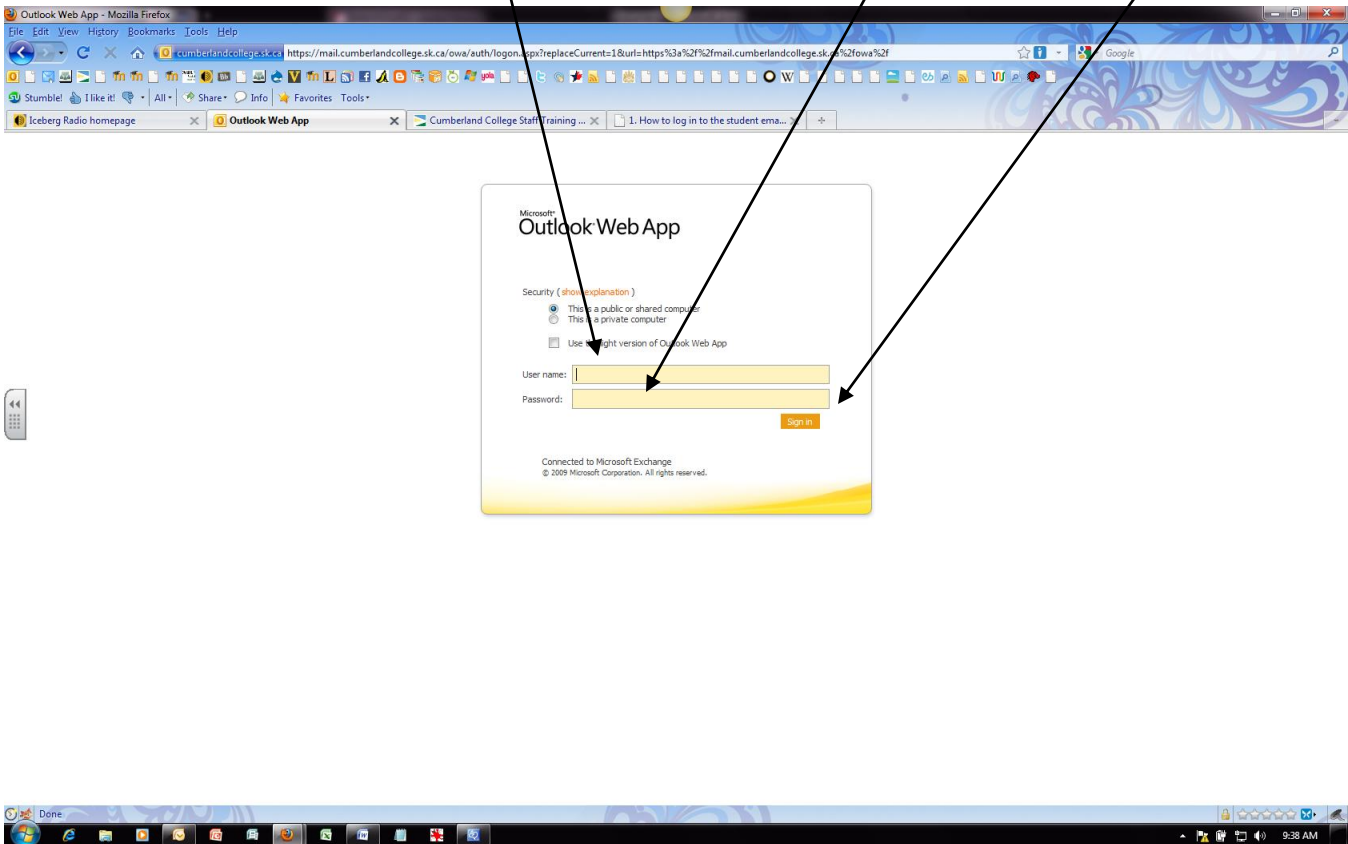 Outlook Web App - Mozilla Firefox
File Edit View History Bookmarks Tools Help
cumberlandcollege.sk.ca https://mail.cumberlandcollege.sk.ca/owa/auth/logon.aspx?replaceCurrent=1&url=https%3a%2f%2fmail.cumberlandcollege.sk.ca%2fowa%2f Google
Stumble! I like it! All Share Info Favorites Tools
Iceberg Radio homepage Outlook Web App Cumberland College Staff Training ... 1. How to log in to the student ema...
Microsoft
Outlook Web App
Security ( show explanation )
This is a public or shared computer
This is a private computer
Use the light version of Outlook Web App
User name:
Password:
Sign in
Connected to Microsoft Exchange
© 2009 Microsoft Corporation. All rights reserved.
Done
9:38 AM